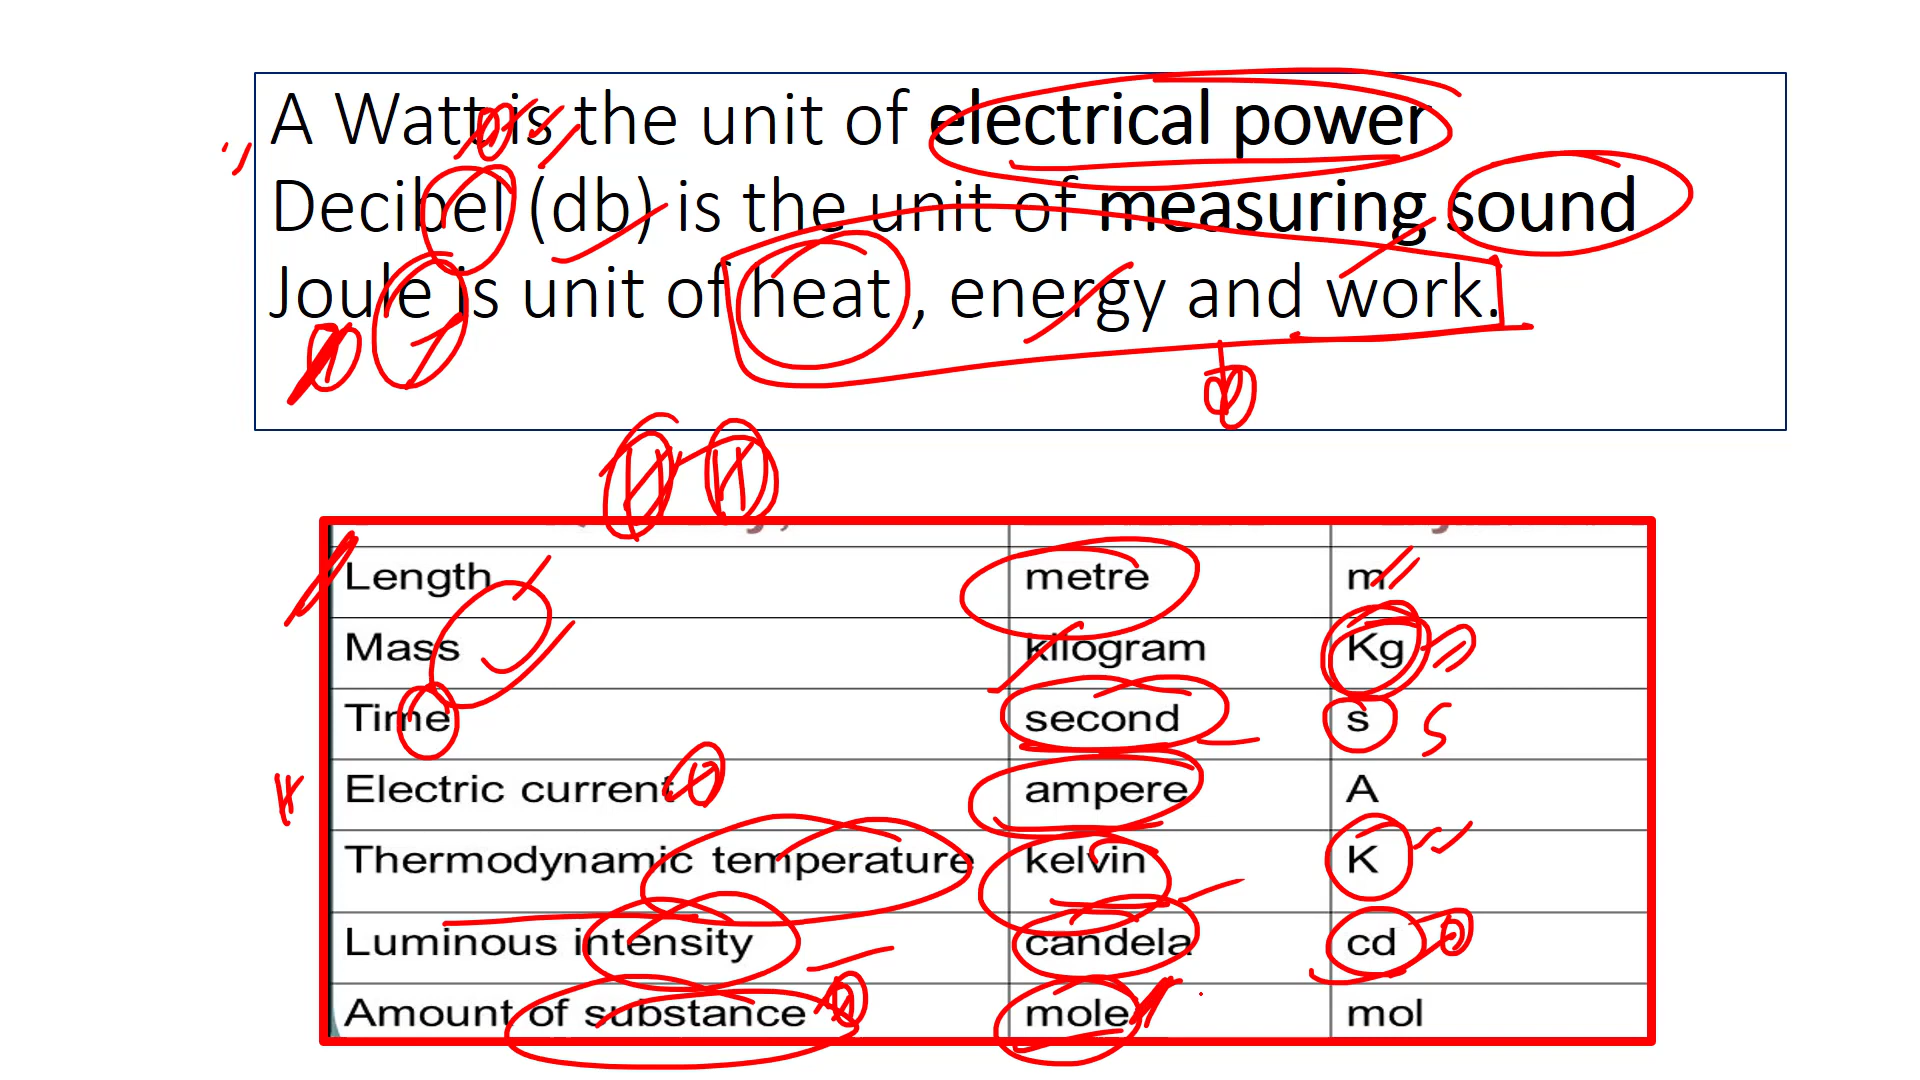 A Watt is the unit of electrical power
Decibel (db) is the unit of measuring sound
Joule is unit of heat , energy and work.
Length metre m
Mass kilogram Kg
Time second s S
Electric current ampere A
Thermodynamic temperature kelvin K
Luminous intensity candela cd
Amount of substance mole mol